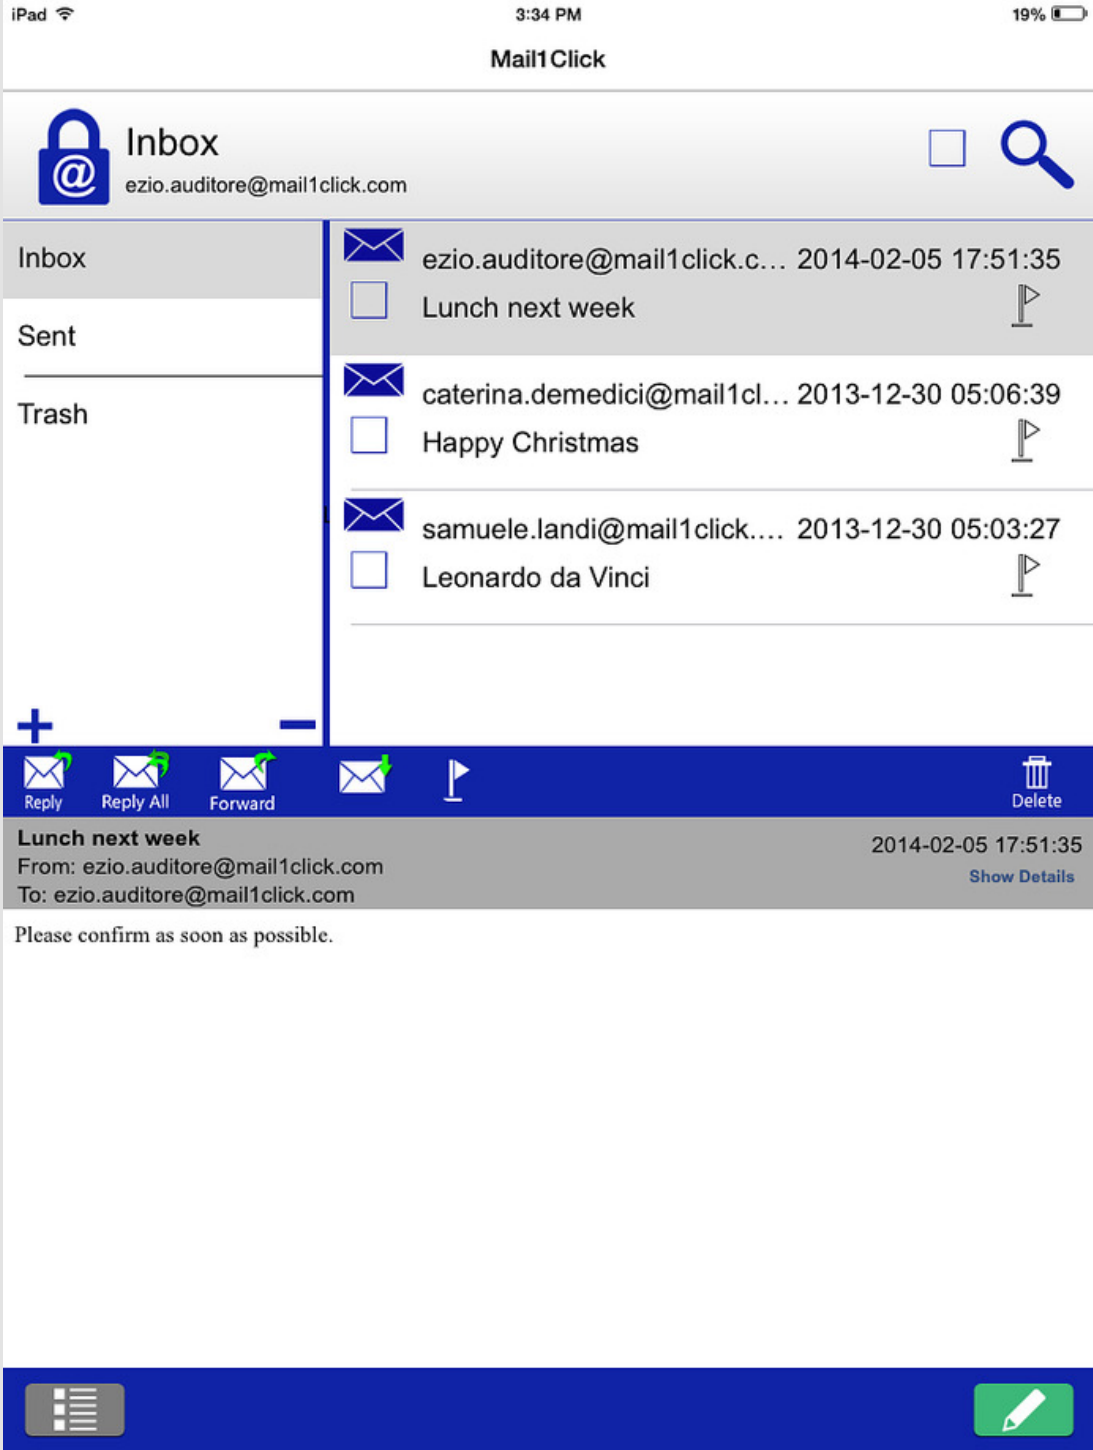 iPad 3:34 PM 19%
Mail1Click
@
Inbox
ezio.auditore@mail1click.com
Inbox
Sent
Trash
ezio.auditore@mail1click.c... 2014-02-05 17:51:35
Lunch next week
caterina.demedici@mail1cl... 2013-12-30 05:06:39
Happy Christmas
samuele.landi@mail1click.... 2013-12-30 05:03:27
Leonardo da Vinci
Reply Reply All Forward Delete
Lunch next week
2014-02-05 17:51:35
From: ezio.auditore@mail1click.com
Show Details
To: ezio.auditore@mail1click.com
Please confirm as soon as possible.